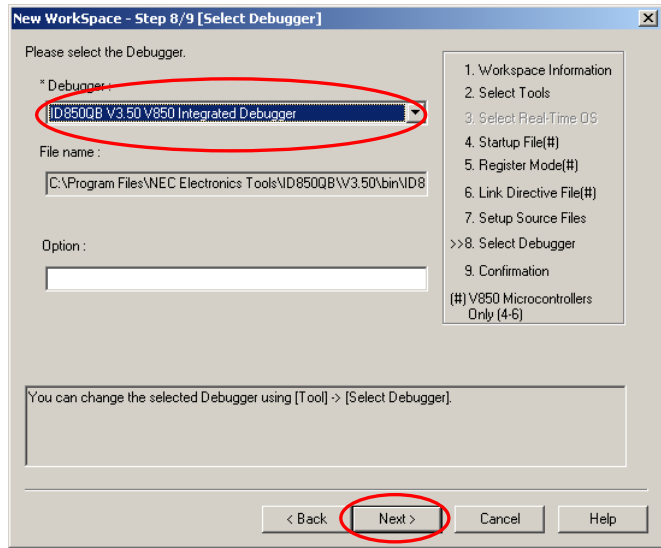 New WorkSpace - Step 8/9 [Select Debugger]
Please select the Debugger.
* Debugger :
ID850QB V3.50 V850 Integrated Debugger
File name :
C:\Program Files\NEC Electronics Tools\ID850QB\V3.50\bin\ID8
Option :
1. Workspace Information
2. Select Tools
3. Select Real-Time OS
4. Startup File(#)
5. Register Mode(#)
6. Link Directive File(#)
7. Setup Source Files
>>8. Select Debugger
9. Confirmation
(#) V850 Microcontrollers
Only (4-6)
You can change the selected Debugger using [Tool] -> [Select Debugger].
< Back
Next >
Cancel
Help